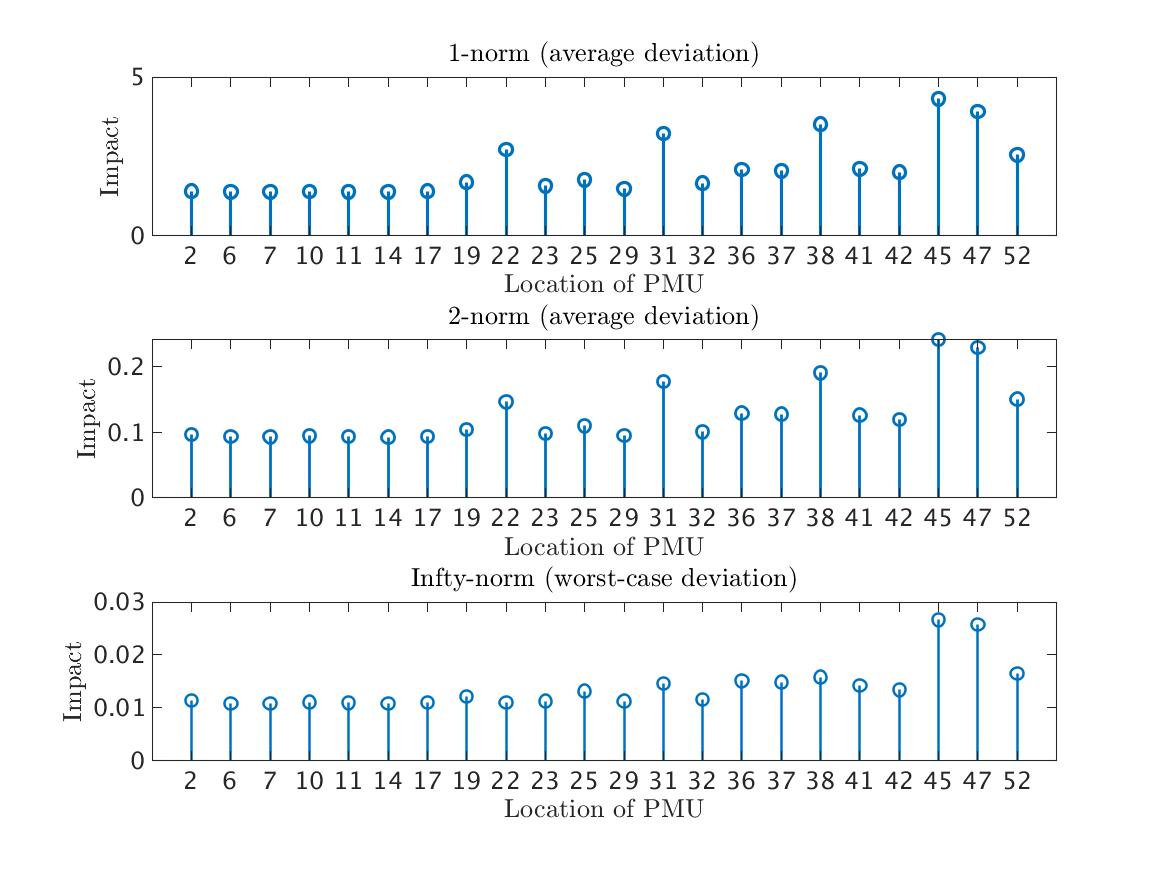 1-norm (average deviation)
5
Impact
0
2 6 7 10 11 14 17 19 22 23 25 29 31 32 36 37 38 41 42 45 47 52
Location of PMU
2-norm (average deviation)
0.2
Impact
0.1
0
2 6 7 10 11 14 17 19 22 23 25 29 31 32 36 37 38 41 42 45 47 52
Location of PMU
Infty-norm (worst-case deviation)
0.03
0.02
Impact
0.01
0
2 6 7 10 11 14 17 19 22 23 25 29 31 32 36 37 38 41 42 45 47 52
Location of PMU